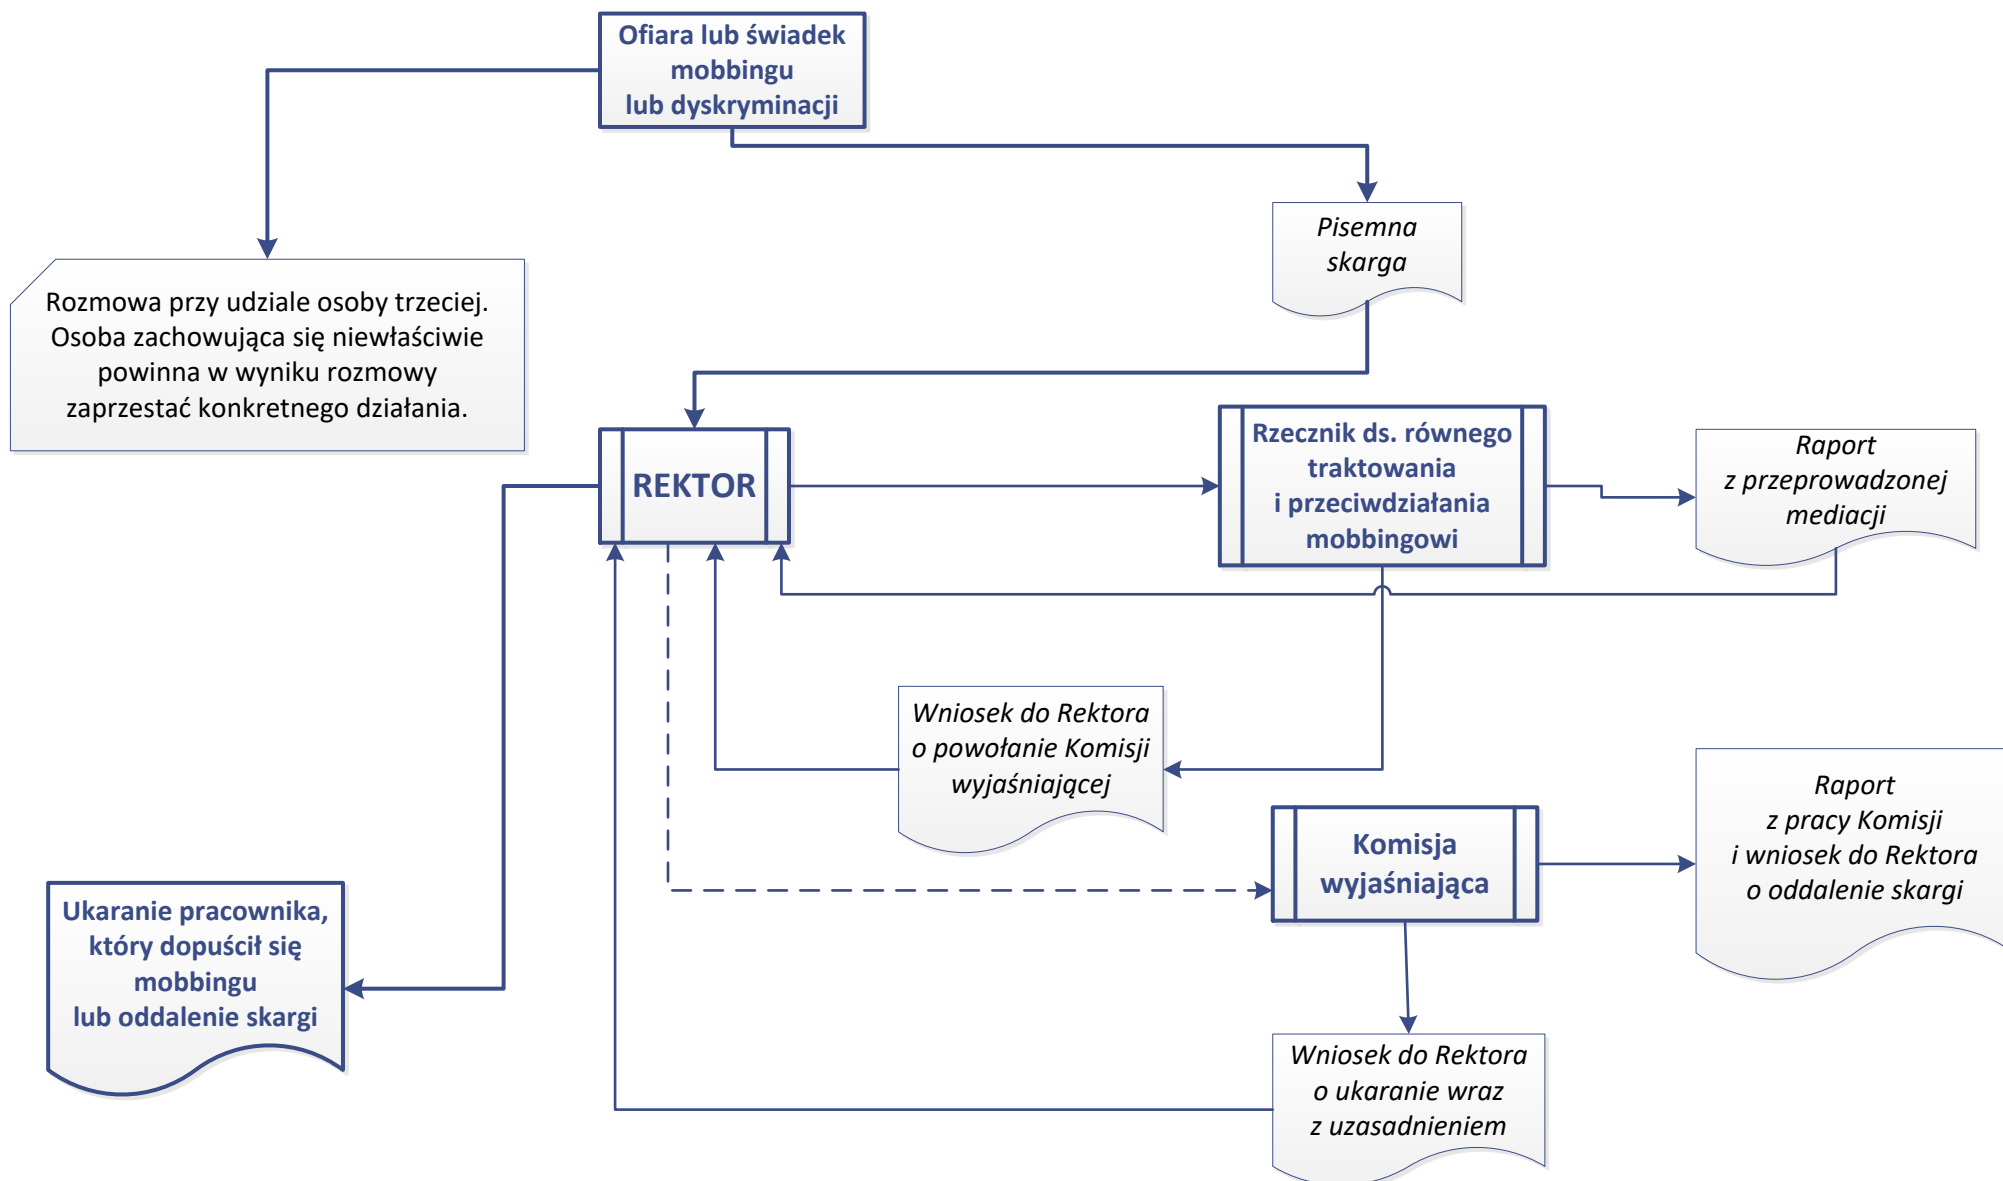 Ofiara lub świadek
mobbingu
lub dyskryminacji
Pisemna
skarga
Rozmowa przy udziale osoby trzeciej.
Osoba zachowująca się niewłaściwie
powinna w wyniku rozmowy
zaprzestać konkretnego działania.
REKTOR
Rzecznik ds. równego
traktowania
i przeciwdziałania
mobbingowi
Raport
z przeprowadzonej
mediacji
Wniosek do Rektora
o powołanie Komisji
wyjaśniającej
Komisja
wyjaśniająca
Raport
z pracy Komisji
i wniosek do Rektora
o oddalenie skargi
Ukaranie pracownika,
który dopuścił się
mobbingu
lub oddalenie skargi
Wniosek do Rektora
o ukaranie wraz
z uzasadnieniem